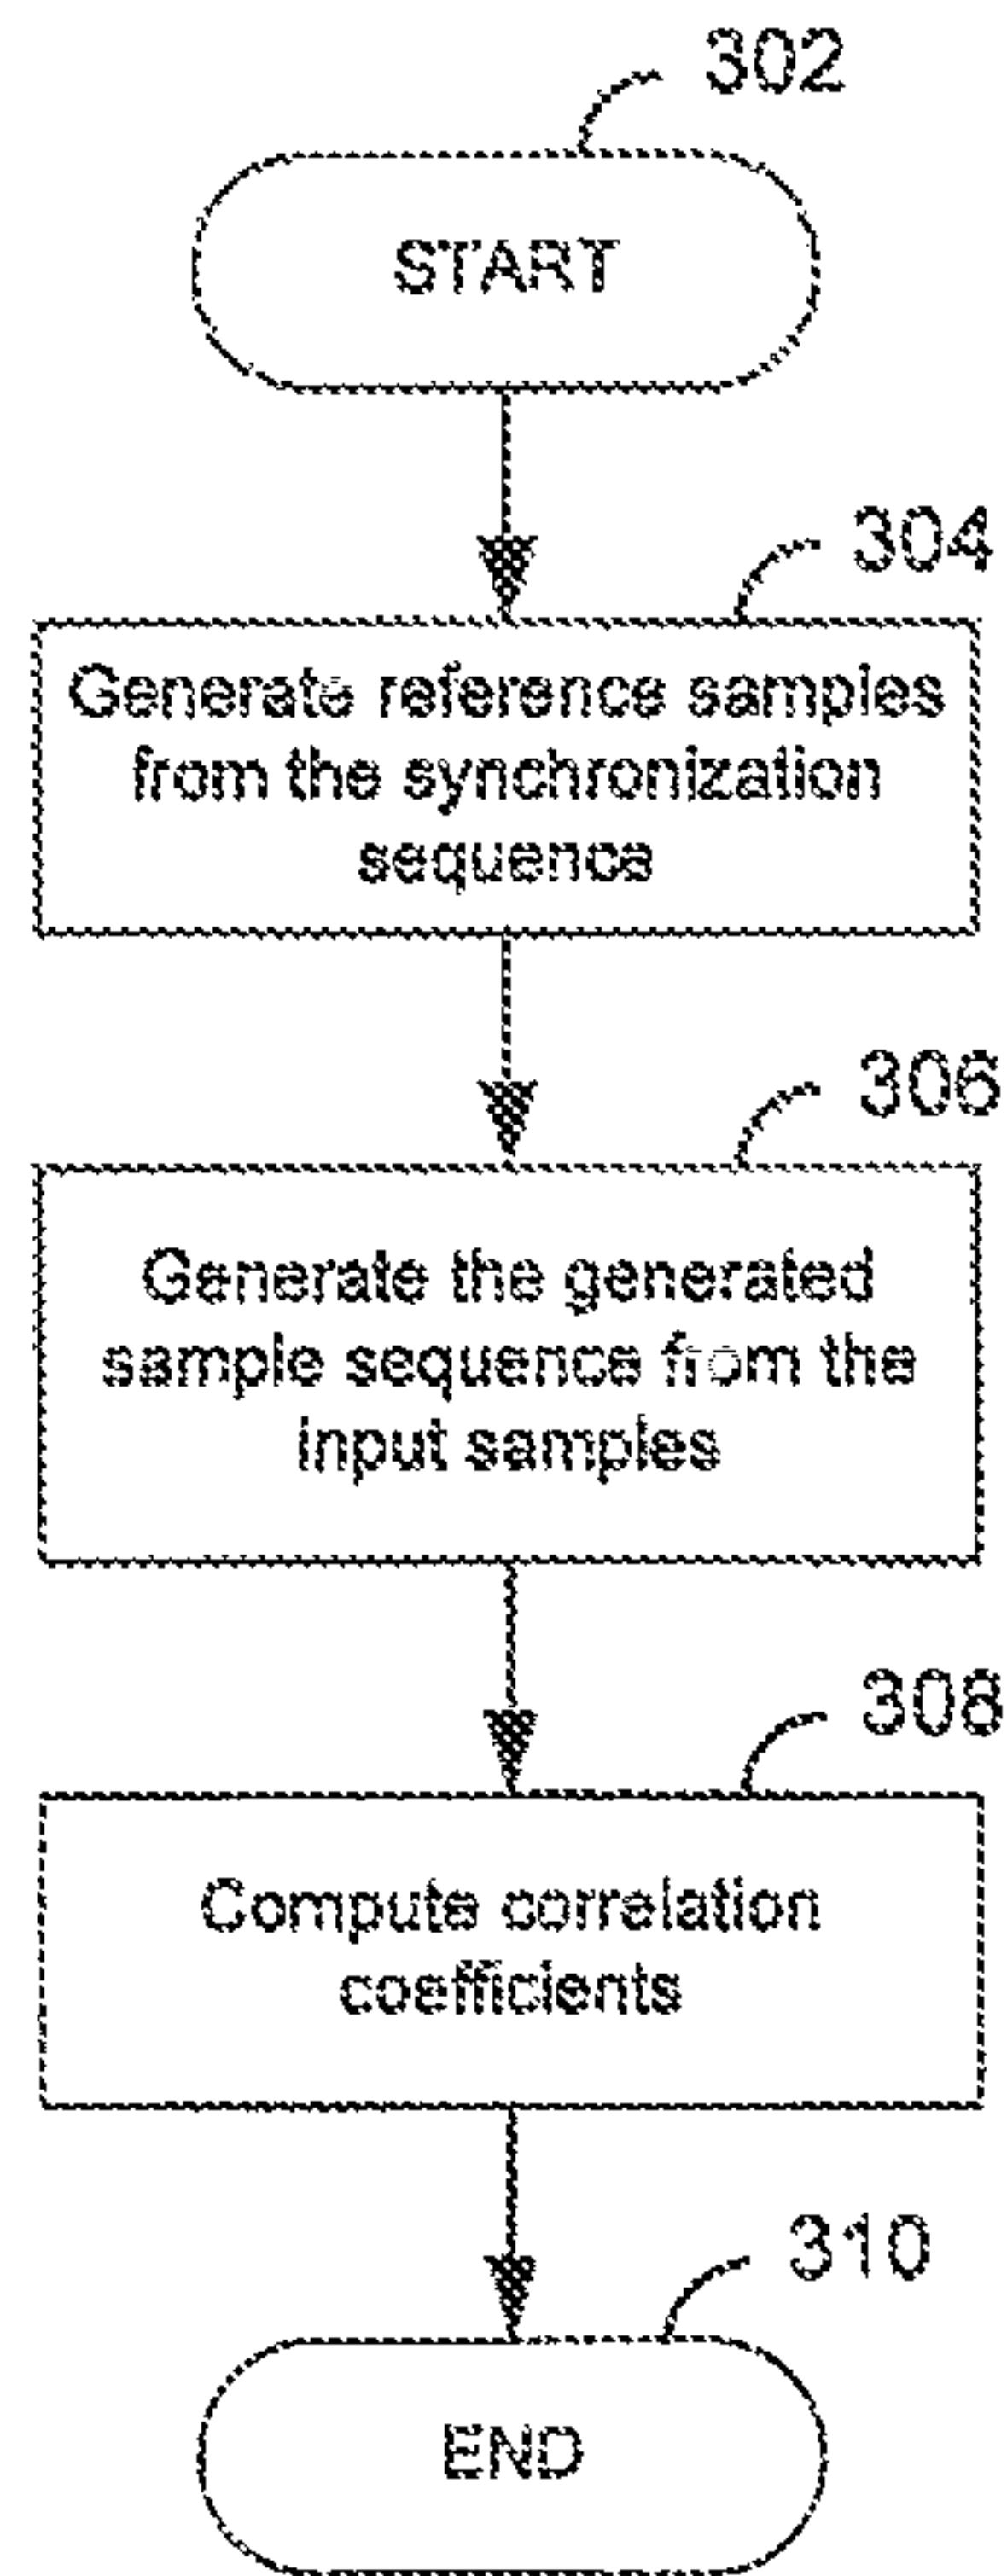 302
START
304
Generate reference samples
from the synchronization
sequence
306
Generate the generated
sample sequence from the
input samples
308
Compute correlation
coefficients
310
END